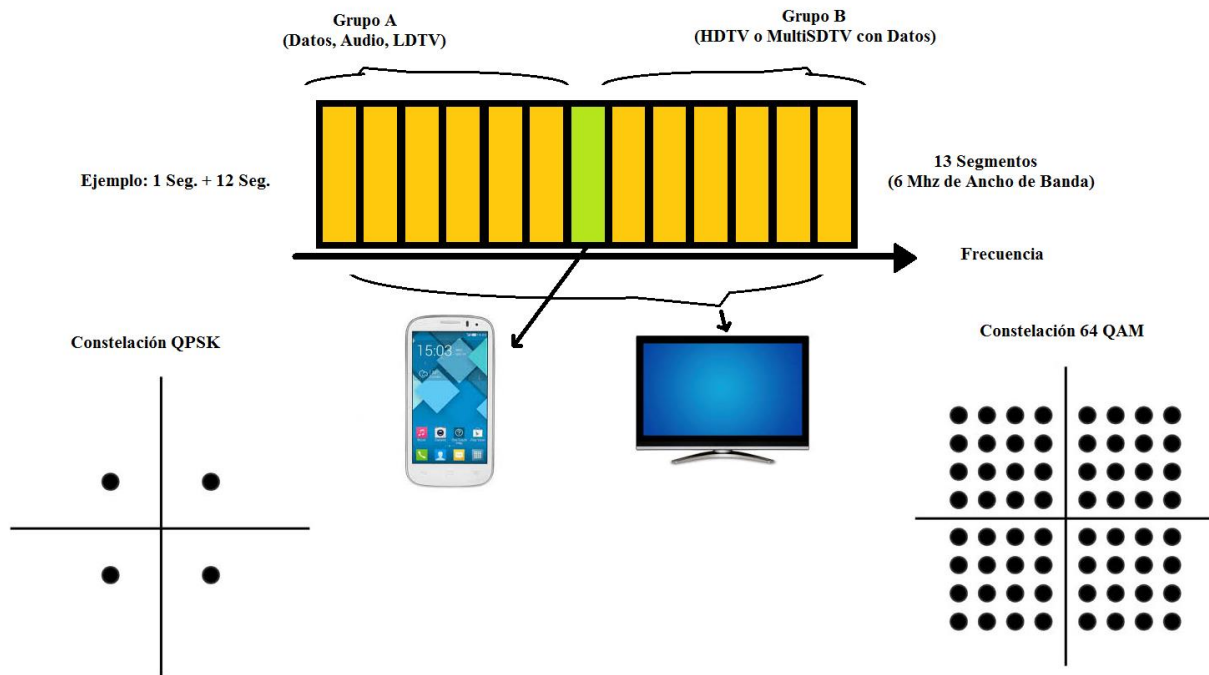 Grupo A
(Datos, Audio, LDTV)
Grupo B
(HDTV o MultiSDTV con Datos)
Ejemplo: 1 Seg. + 12 Seg.
13 Segmentos
(6 Mhz de Ancho de Banda)
Frecuencia
Constelación QPSK
15:03
Constelación 64 QAM